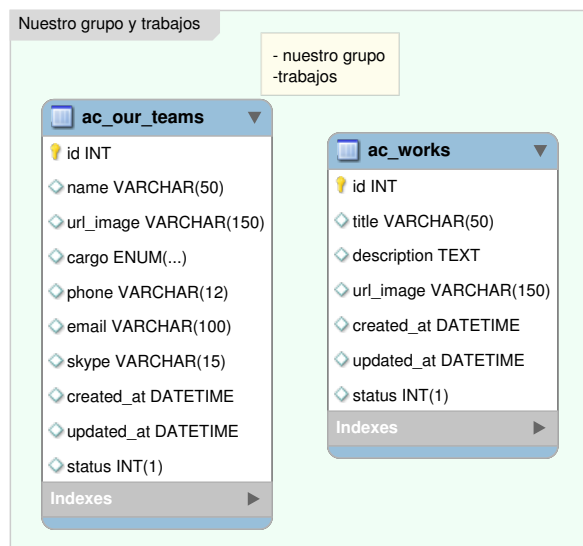 Nuestro grupo y trabajos
- nuestro grupo
-trabajos
ac_our_teams
id INT
name VARCHAR(50)
url_image VARCHAR(150)
cargo ENUM(...)
phone VARCHAR(12)
email VARCHAR(100)
skype VARCHAR(15)
created_at DATETIME
updated_at DATETIME
status INT(1)
Indexes
ac_works
id INT
title VARCHAR(50)
description TEXT
url_image VARCHAR(150)
created_at DATETIME
updated_at DATETIME
status INT(1)
Indexes